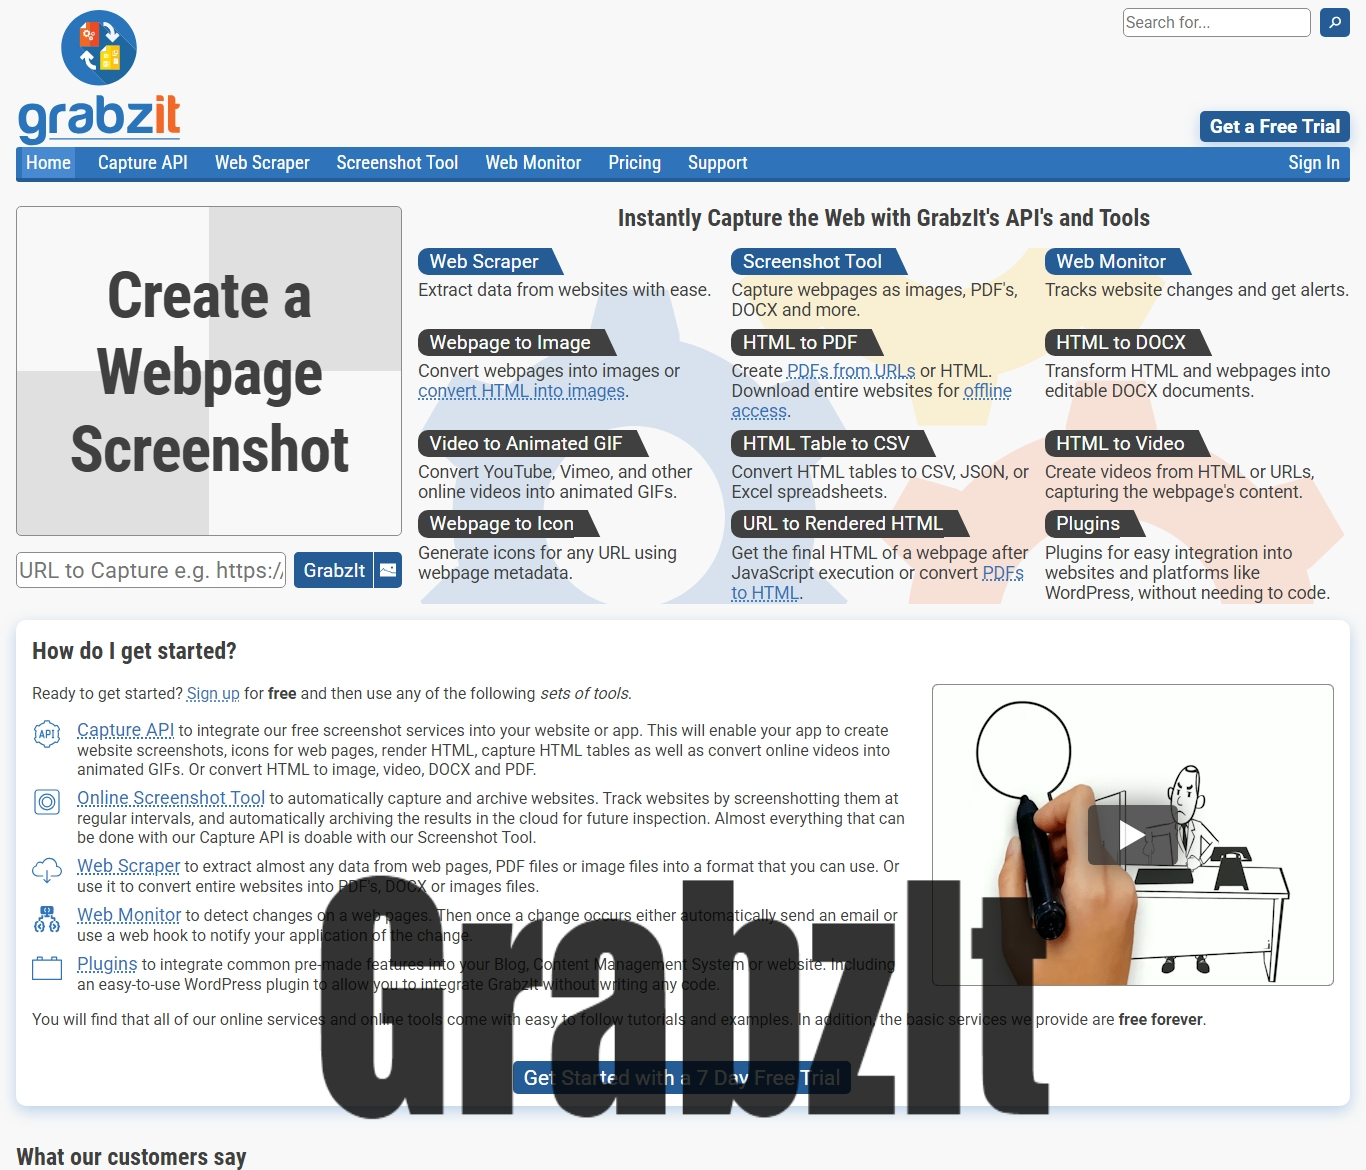 grabzit
Search for...
Get a Free Trial
Home Capture API Web Scraper Screenshot Tool Web Monitor Pricing Support Sign In
Create a
Webpage
Screenshot
URL to Capture e.g. https:/
GrabzIt
Instantly Capture the Web with GrabzIt's API's and Tools
Web Scraper
Extract data from websites with ease.
Screenshot Tool
Capture webpages as images, PDF's,
DOCX and more.
Web Monitor
Tracks website changes and get alerts.
Webpage to Image
Convert webpages into images or
convert HTML into images.
HTML to PDF
Create PDFs from URLs or HTML.
Download entire websites for offline
access.
HTML to DOCX
Transform HTML and webpages into
editable DOCX documents.
Video to Animated GIF
Convert YouTube, Vimeo, and other
online videos into animated GIFs.
HTML Table to CSV
Convert HTML tables to CSV, JSON, or
Excel spreadsheets.
HTML to Video
Create videos from HTML or URLs,
capturing the webpage's content.
Webpage to Icon
Generate icons for any URL using
webpage metadata.
URL to Rendered HTML
Get the final HTML of a webpage after
JavaScript execution or convert PDFs
to HTML.
Plugins
Plugins for easy integration into
websites and platforms like
WordPress, without needing to code.
How do I get started?
Ready to get started? Sign up for free and then use any of the following sets of tools.
API
Capture API to integrate our free screenshot services into your website or app. This will enable your app to create
website screenshots, icons for web pages, render HTML, capture HTML tables as well as convert online videos into
animated GIFs. Or convert HTML to image, video, DOCX and PDF.
Online Screenshot Tool to automatically capture and archive websites. Track websites by screenshotting them at
regular intervals, and automatically archiving the results in the cloud for future inspection. Almost everything that can
be done with our Capture API is doable with our Screenshot Tool.
Web Scraper to extract almost any data from web pages, PDF files or image files into a format that you can use. Or
use it to convert entire websites into PDF's, DOCX or images files.
Web Monitor to detect changes on a web pages. Then once a change occurs either automatically send an email or
use a web hook to notify your application of the change.
Plugins to integrate common pre-made features into your Blog, Content Management System or website. Including
an easy-to-use WordPress plugin to allow you to integrate GrabzIt without writing any code.
You will find that all of our online services and online tools come with easy to follow tutorials and examples. In addition, the basic services we provide are free forever.
Get Started with a 7 Day Free Trial
GrabzIt
What our customers say